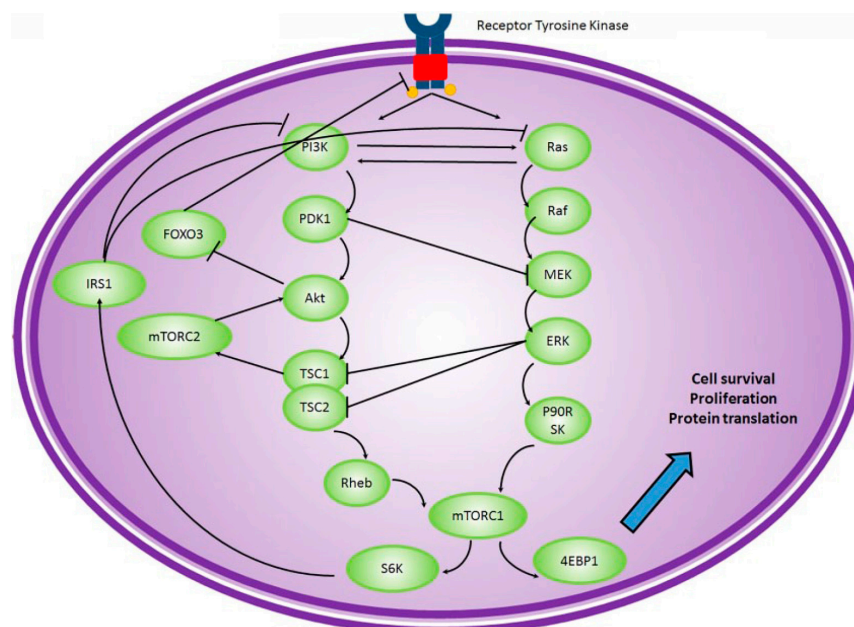 Receptor Tyrosine Kinase
PI3K
Ras
PDK1
Raf
FOXO3
IRS1
Akt
MEK
mTORC2
ERK
TSC1
TSC2
P90R
SK
Cell survival
Proliferation
Protein translation
Rheb
mTORC1
S6K
4EBP1